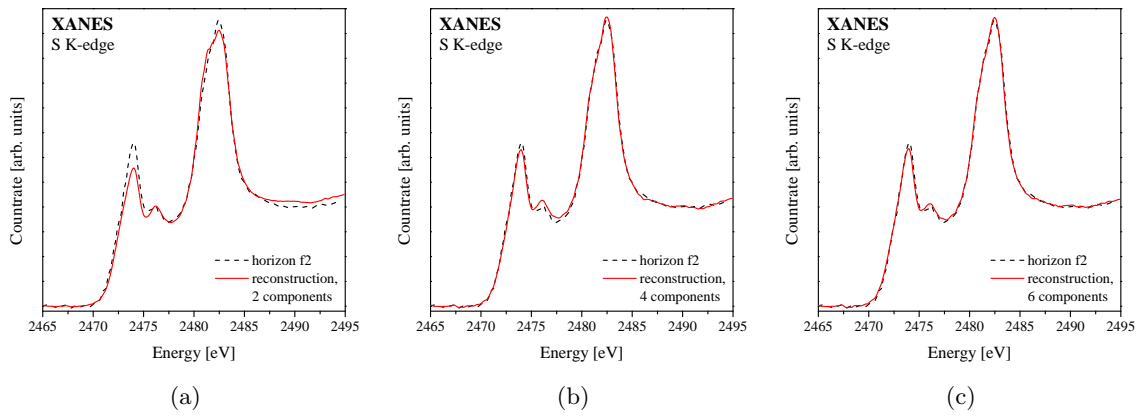 XANES
S K-edge
Countrate [arb. units]
horizon f2
reconstruction,
2 components
2465 2470 2475 2480 2485 2490 2495
Energy [eV]
(a)
XANES
S K-edge
Countrate [arb. units]
horizon f2
reconstruction,
4 components
2465 2470 2475 2480 2485 2490 2495
Energy [eV]
(b)
XANES
S K-edge
Countrate [arb. units]
horizon f2
reconstruction,
6 components
2465 2470 2475 2480 2485 2490 2495
Energy [eV]
(c)